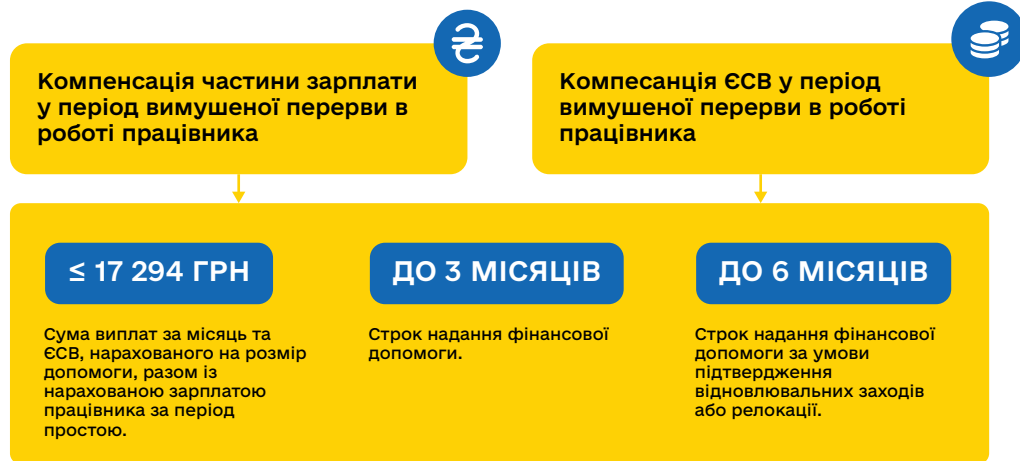 ₴
Компенсація частини зарплати
у період вимушеної перерви в
роботі працівника
Компесанція ЄСВ у період
вимушеної перерви в роботі
працівника
≤ 17 294 ГРН
Сума виплат за місяць та
ЄСВ, нарахованого на розмір
допомоги, разом із
нарахованою зарплатою
працівника за період
простою.
ДО 3 МІСЯЦІВ
Строк надання фінансової
допомоги.
ДО 6 МІСЯЦІВ
Строк надання фінансової
допомоги за умови
підтвердження
відновлювальних заходів
або релокації.